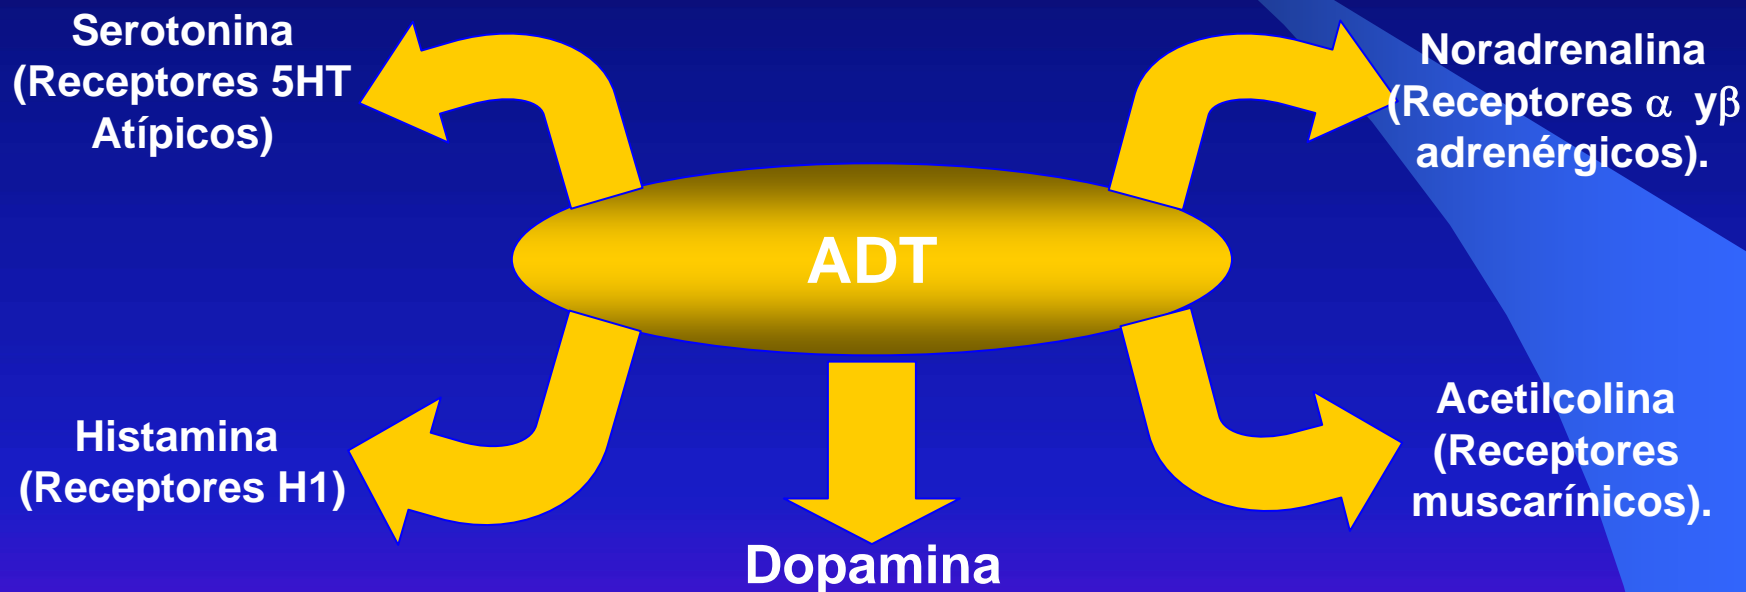 Serotonina
(Receptores 5HT
Atípicos)
Noradrenalina
(Receptores α yβ
adrenérgicos).
ADT
Histamina
(Receptores H1)
Acetilcolina
(Receptores
muscarínicos).
Dopamina